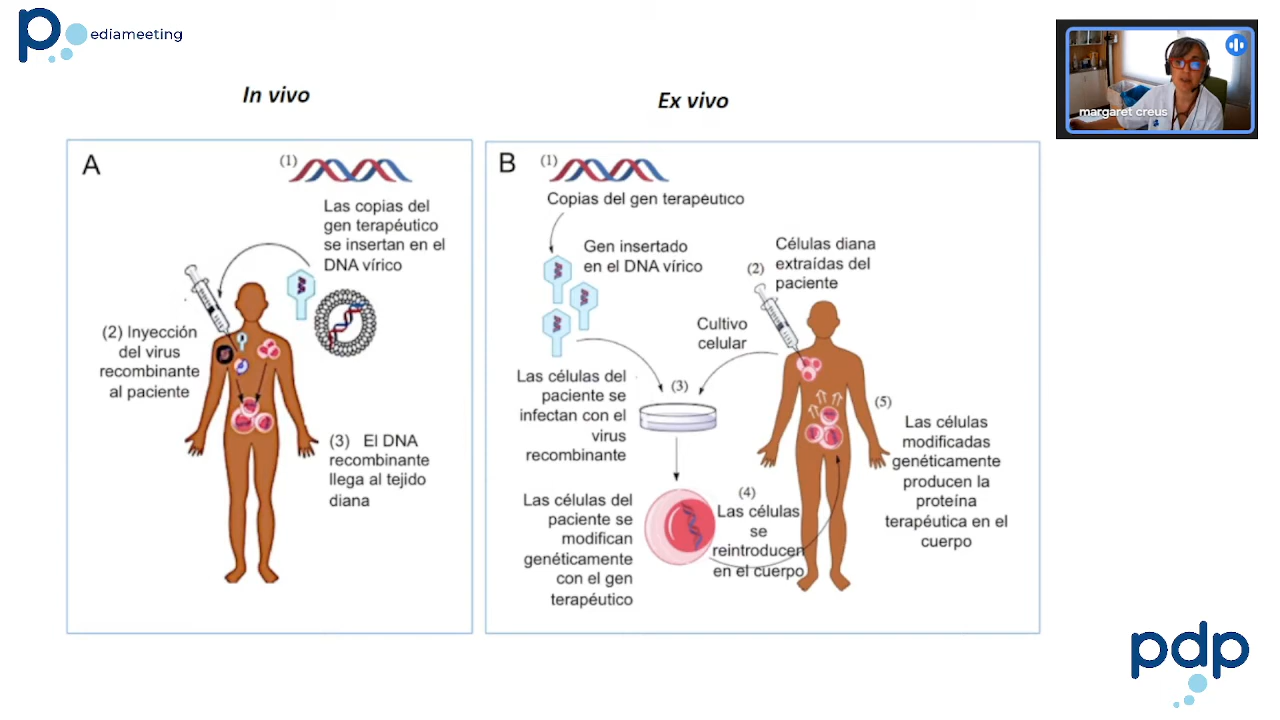 pediameeting
margaret creus
In vivo
Ex vivo
A
(1)
Las copias del
gen terapéutico
se insertan en el
DNA vírico
(2) Inyección
del virus
recombinante
al paciente
(3) El DNA
recombinante
llega al tejido
diana
B
(1)
Copias del gen terapéutico
Gen insertado
en el DNA vírico
Células diana
extraídas del
paciente
(2)
Cultivo
celular
Las células del
paciente se
infectan con el
virus
recombinante
(3)
Las células del
paciente se
modifican
genéticamente
con el gen
terapéutico
(4)
Las células
se
reintroducen
en el cuerpo
(5)
Las células
modificadas
genéticamente
producen la
proteína
terapéutica en el
cuerpo
pdp